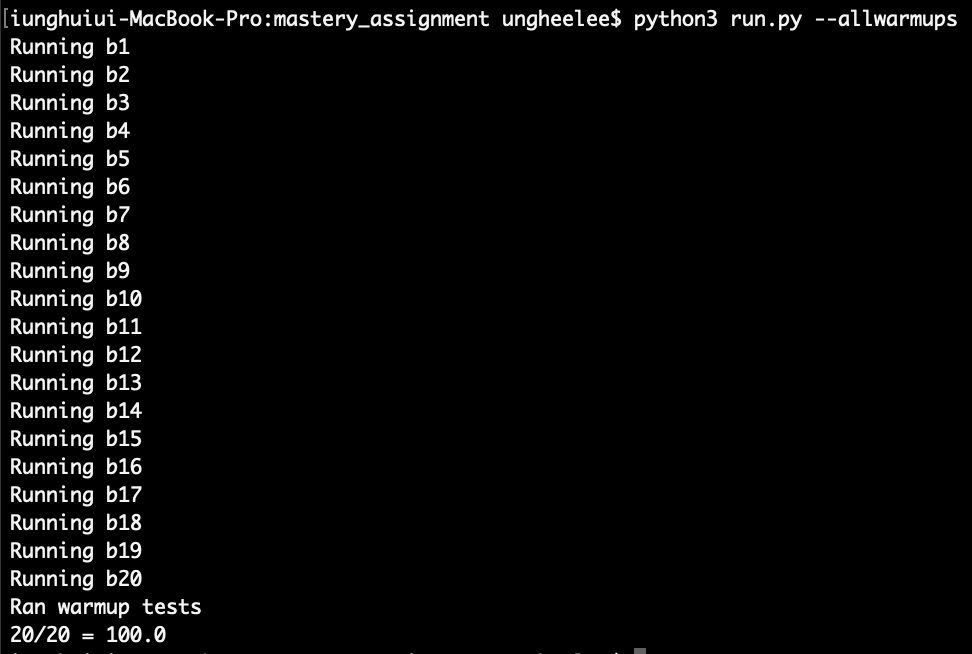 [iunghuiui-MacBook-Pro:mastery_assignment ungheelee$ python3 run.py --allwarmups
Running b1
Running b2
Running b3
Running b4
Running b5
Running b6
Running b7
Running b8
Running b9
Running b10
Running b11
Running b12
Running b13
Running b14
Running b15
Running b16
Running b17
Running b18
Running b19
Running b20
Ran warmup tests
20/20 = 100.0